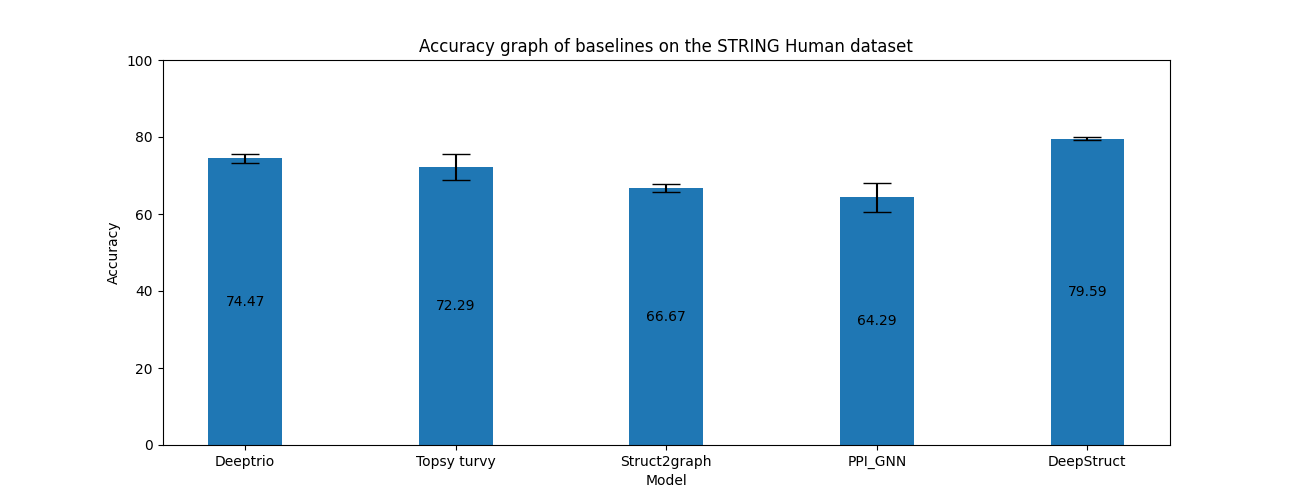 Accuracy graph of baselines on the STRING Human dataset
100
80
60
40
20
0
Accuracy
74.47
72.29
66.67
64.29
79.59
Deeptrio
Topsy turvy
Struct2graph
PPI_GNN
DeepStruct
Model